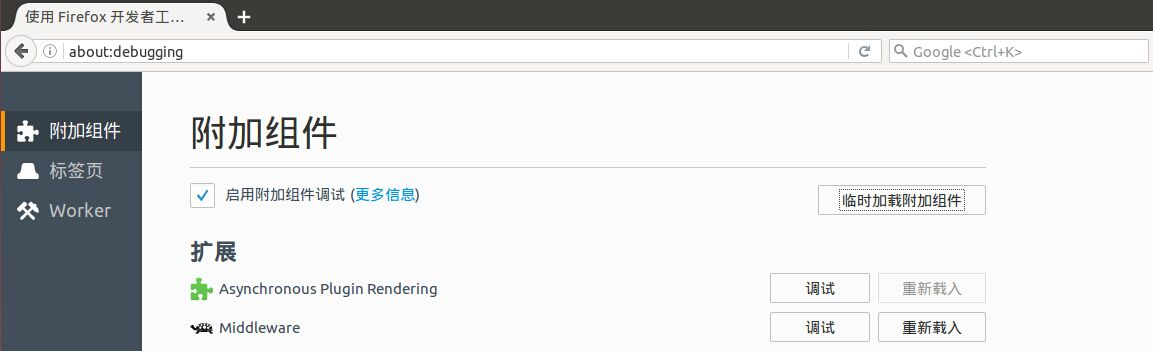 使用 Firefox 开发者工...
about:debugging
Google <Ctrl+K>
附加组件
标签页
Worker
附加组件
启用附加组件调试 (更多信息)
临时加载附加组件
扩展
Asynchronous Plugin Rendering 调试 重新载入
Middleware 调试 重新载入